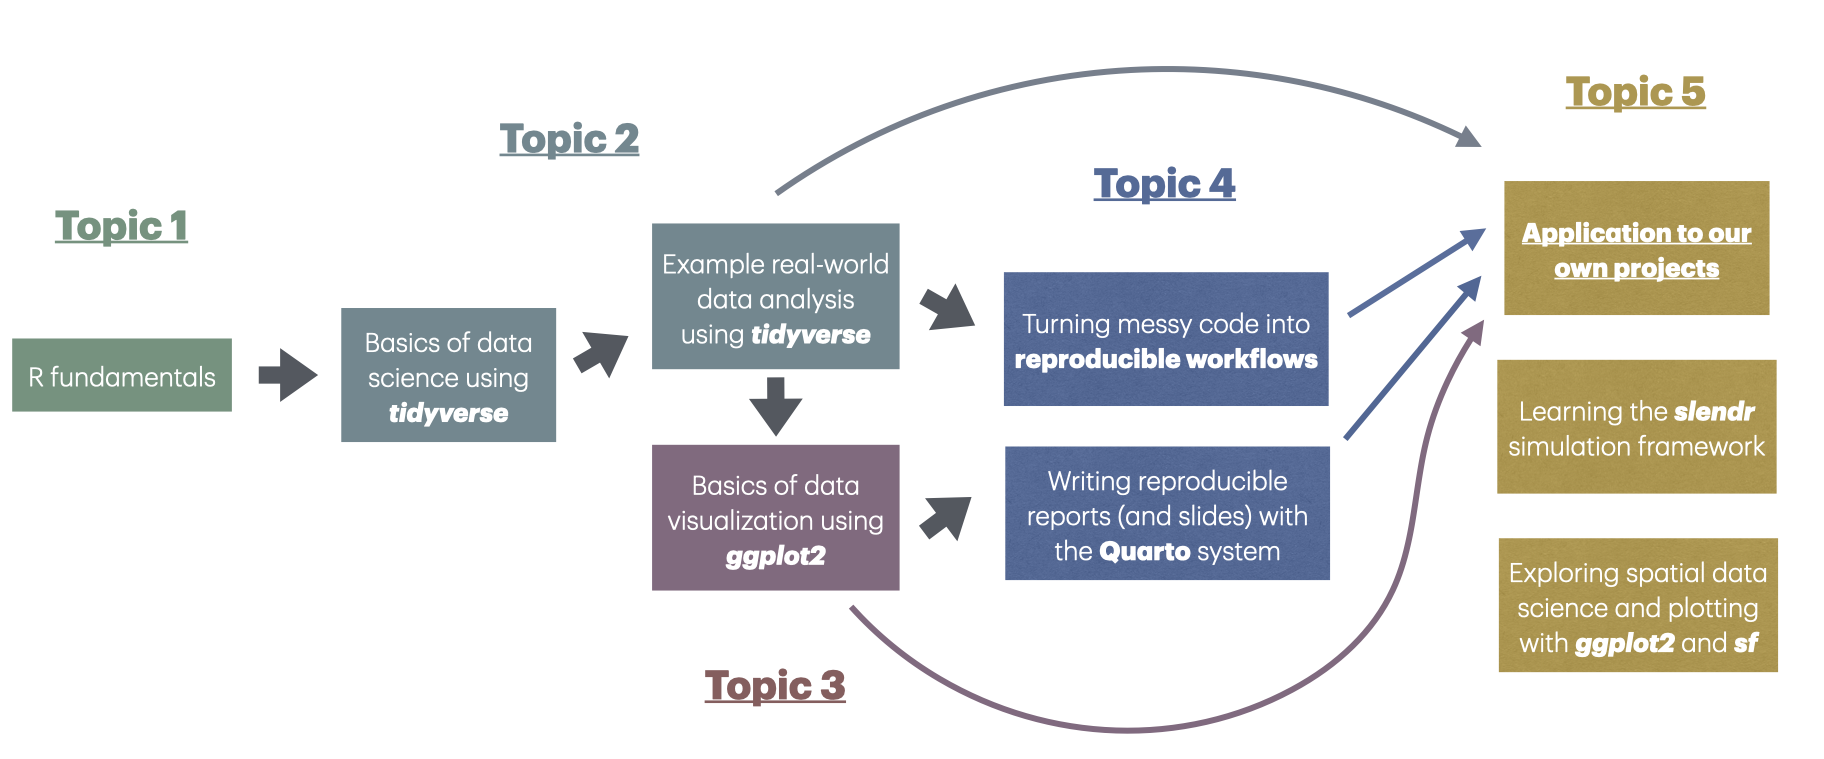 Topic 1
R fundamentals
Topic 2
Basics of data
science using
tidyverse
Example real-world
data analysis
using tidyverse
Basics of data
visualization using
ggplot2
Topic 3
Topic 4
Turning messy code into
reproducible workflows
Writing reproducible
reports (and slides) with
the Quarto system
Topic 5
Application to our
own projects
Learning the slendr
simulation framework
Exploring spatial data
science and plotting
with ggplot2 and sf